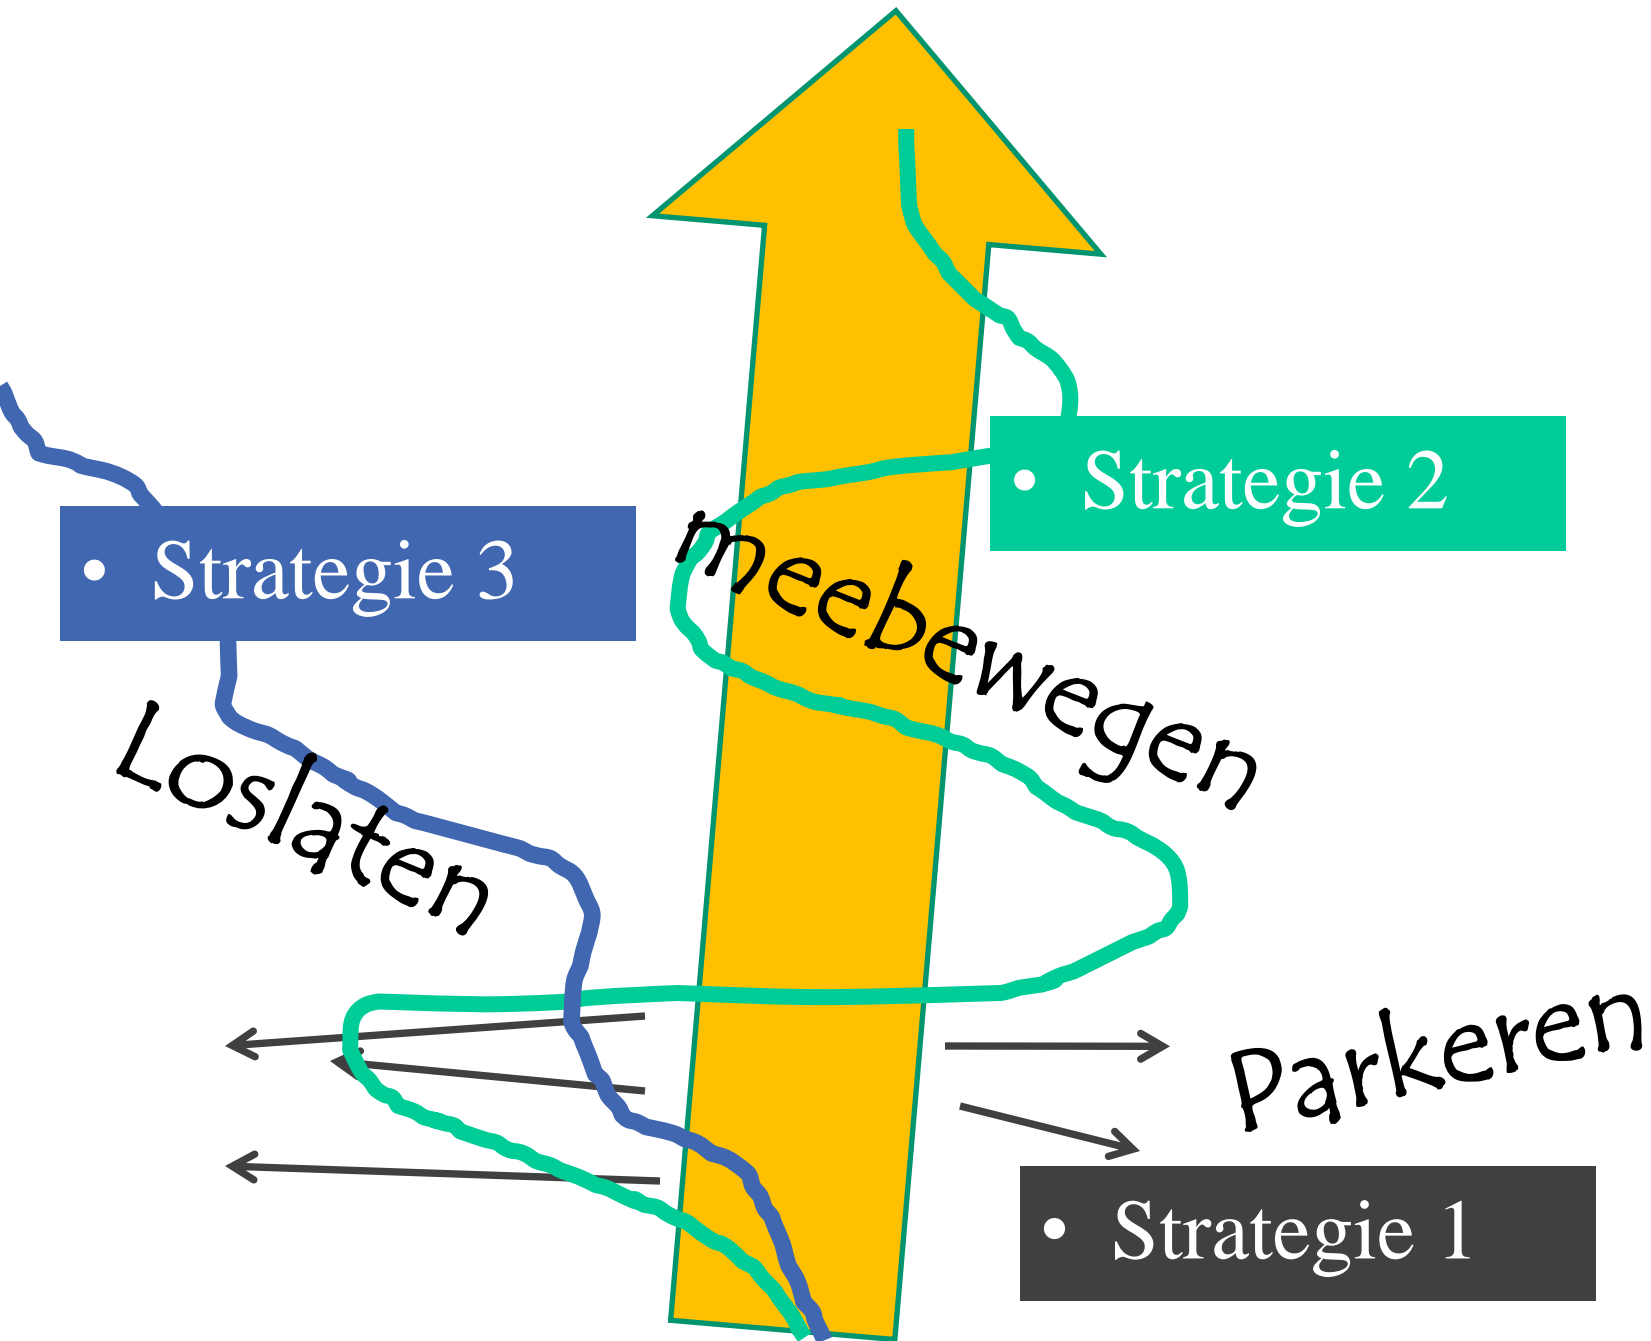 • Strategie 2
meebewegen
• Strategie 3
Loslaten
Parkeren
• Strategie 1